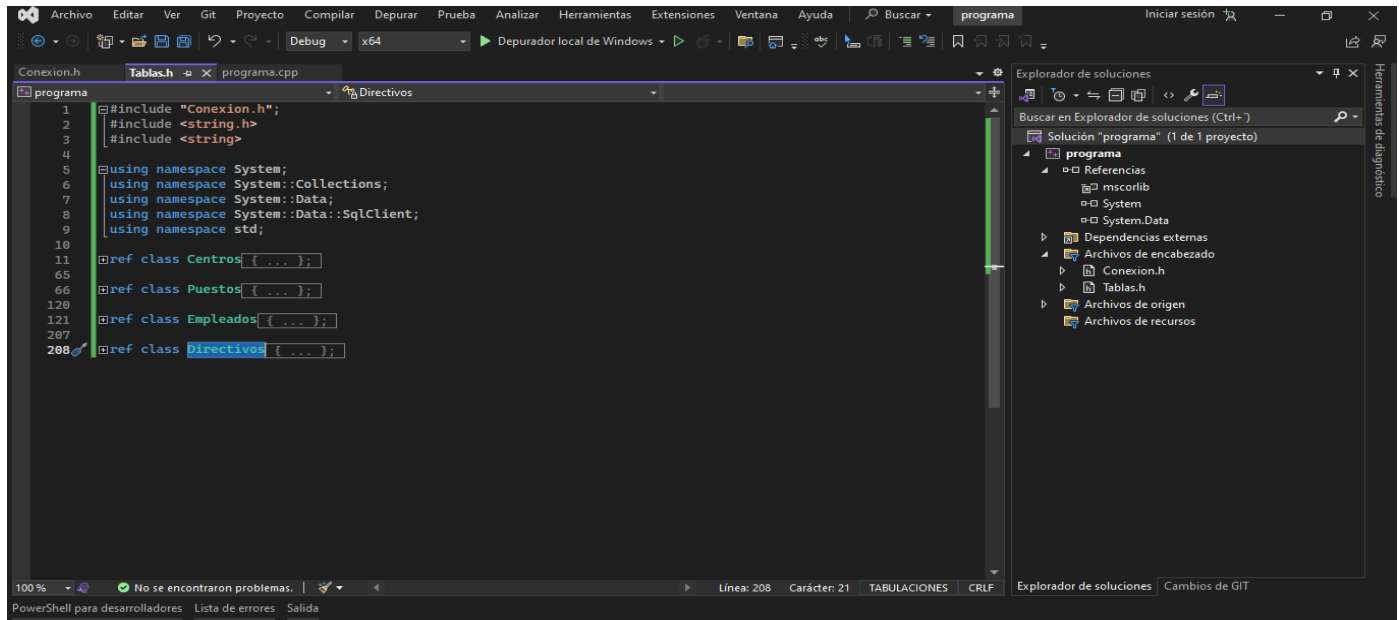 Archivo Editar Ver Git Proyecto Compilar Depurar Prueba Analizar Herramientas Extensiones Ventana Ayuda Buscar programa Iniciar sesión
Debug x64 Depurador local de Windows
Conexion.h Tablas.h programa.cpp
programa Directivos
1 #include "Conexion.h";
2 #include <string.h>
3 #include <string>
4
5 using namespace System;
6 using namespace System::Collections;
7 using namespace System::Data;
8 using namespace System::Data::SqlClient;
9 using namespace std;
10
11 ref class Centros { ... };
65
66 ref class Puestos { ... };
120
121 ref class Empleados { ... };
207
208 ref class Directivos { ... };
100 % No se encontraron problemas. Línea: 208 Carácter: 21 TABULACIONES CRLF
PowerShell para desarrolladores Lista de errores Salida
Explorador de soluciones
Buscar en Explorador de soluciones (Ctrl+´)
Solución "programa" (1 de 1 proyecto)
programa
Referencias
mscorlib
System
System.Data
Dependencias externas
Archivos de encabezado
Conexion.h
Tablas.h
Archivos de origen
Archivos de recursos
Explorador de soluciones Cambios de GIT
Herramientas de diagnóstico